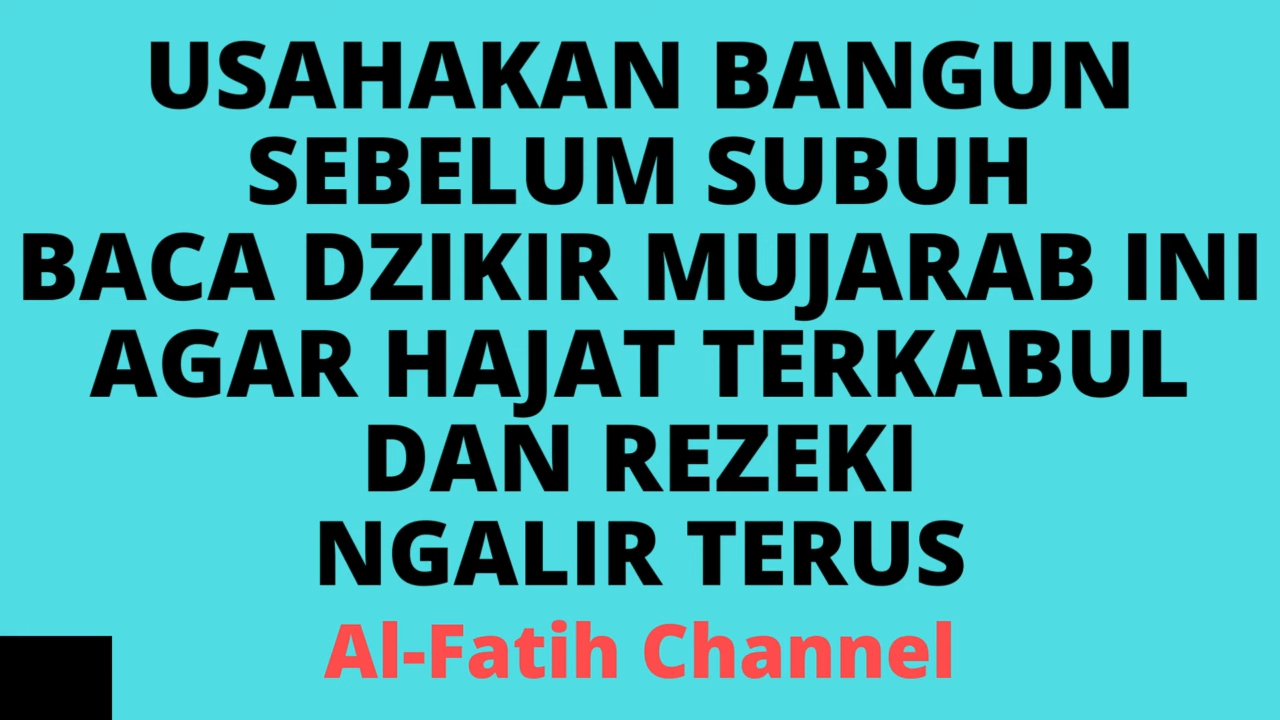 USAHAKAN BANGUN
SEBELUM SUBUH
BACA DZIKIR MUJARAB INI
AGAR HAJAT TERKABUL
DAN REZEKI
NGALIR TERUS
Al-Fatih Channel